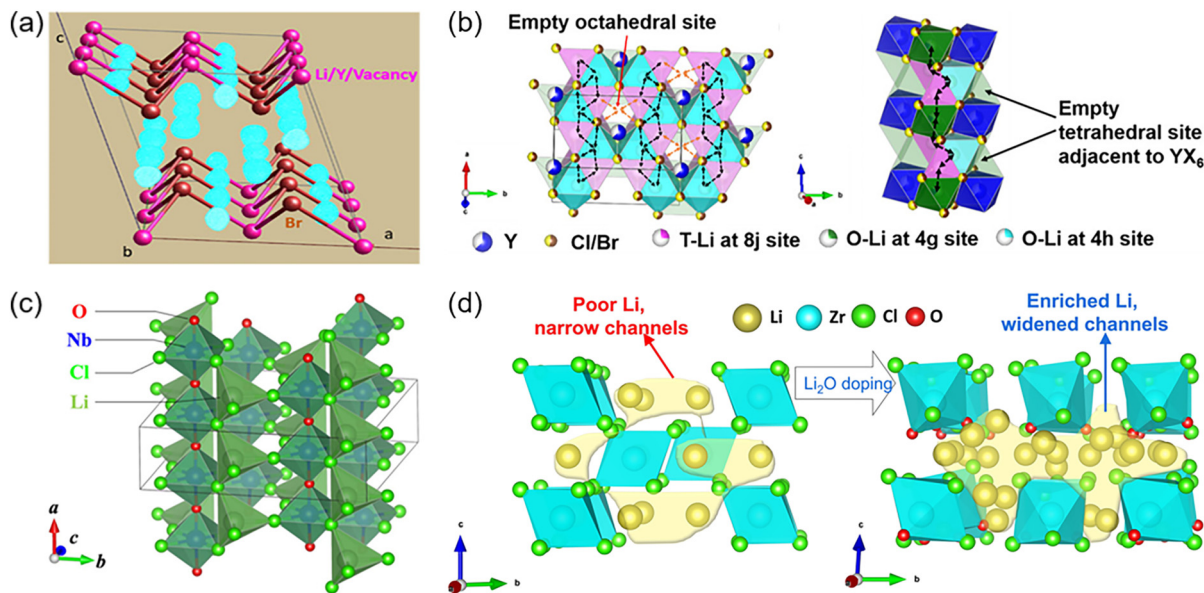 (a)
c
Li/Y/Vacancy
Br
b
a
(b)
Empty octahedral site
Empty
tetrahedral site
adjacent to YX₆
a
b
c
a
Y
Cl/Br
T-Li at 8j site
O-Li at 4g site
O-Li at 4h site
(c)
O
Nb
Cl
Li
a
c
b
(d)
Poor Li,
narrow channels
Li
Zr
Cl
O
Enriched Li,
widened channels
Li₂O doping
c
b
c
b